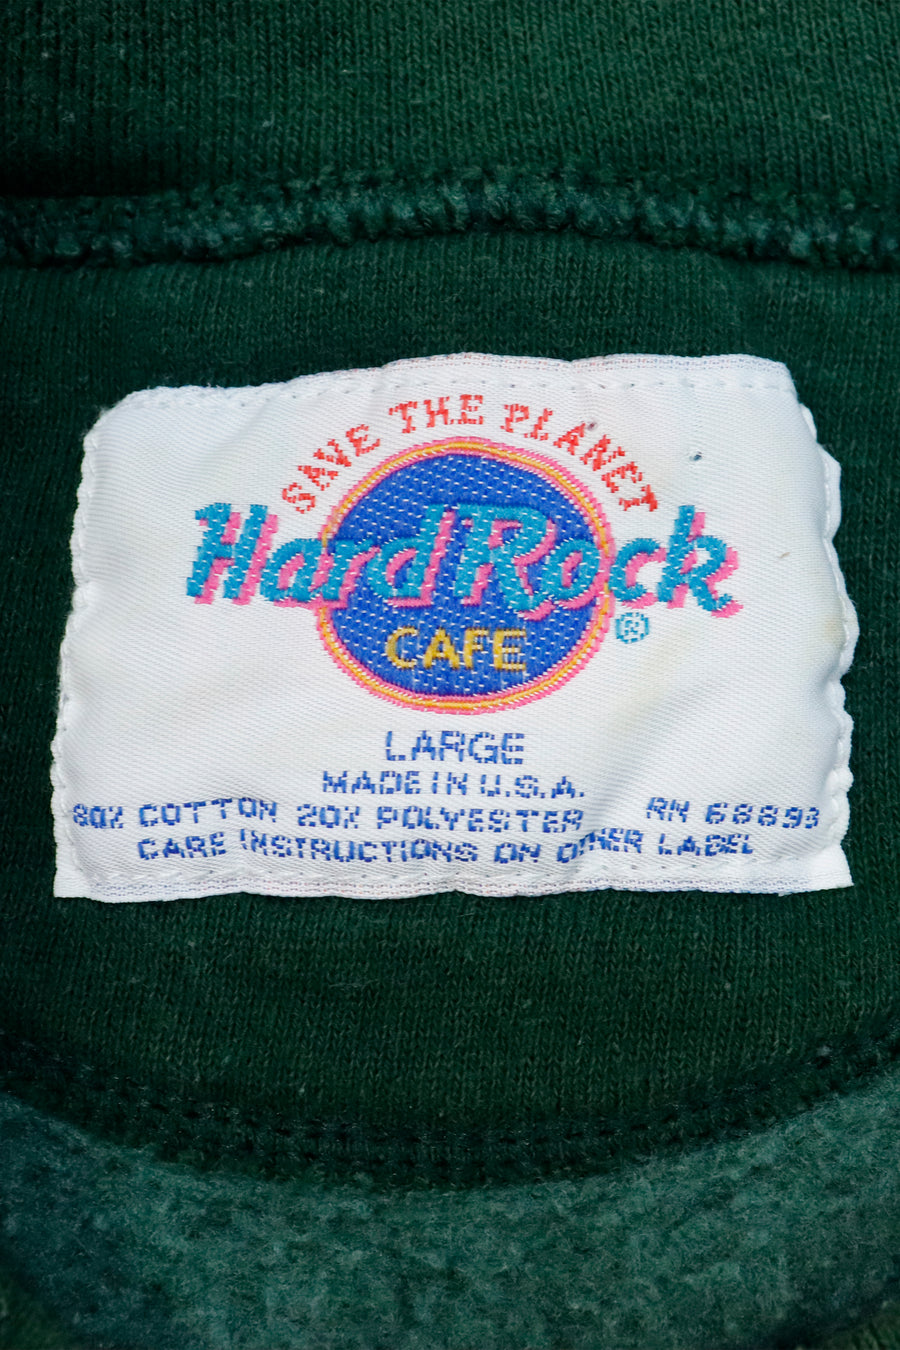 SAVE THE PLANET
Hard Rock
CAFE ®
LARGE
MADE IN U.S.A.
80% COTTON 20% POLYESTER RN 68893
CARE INSTRUCTIONS ON OTHER LABEL